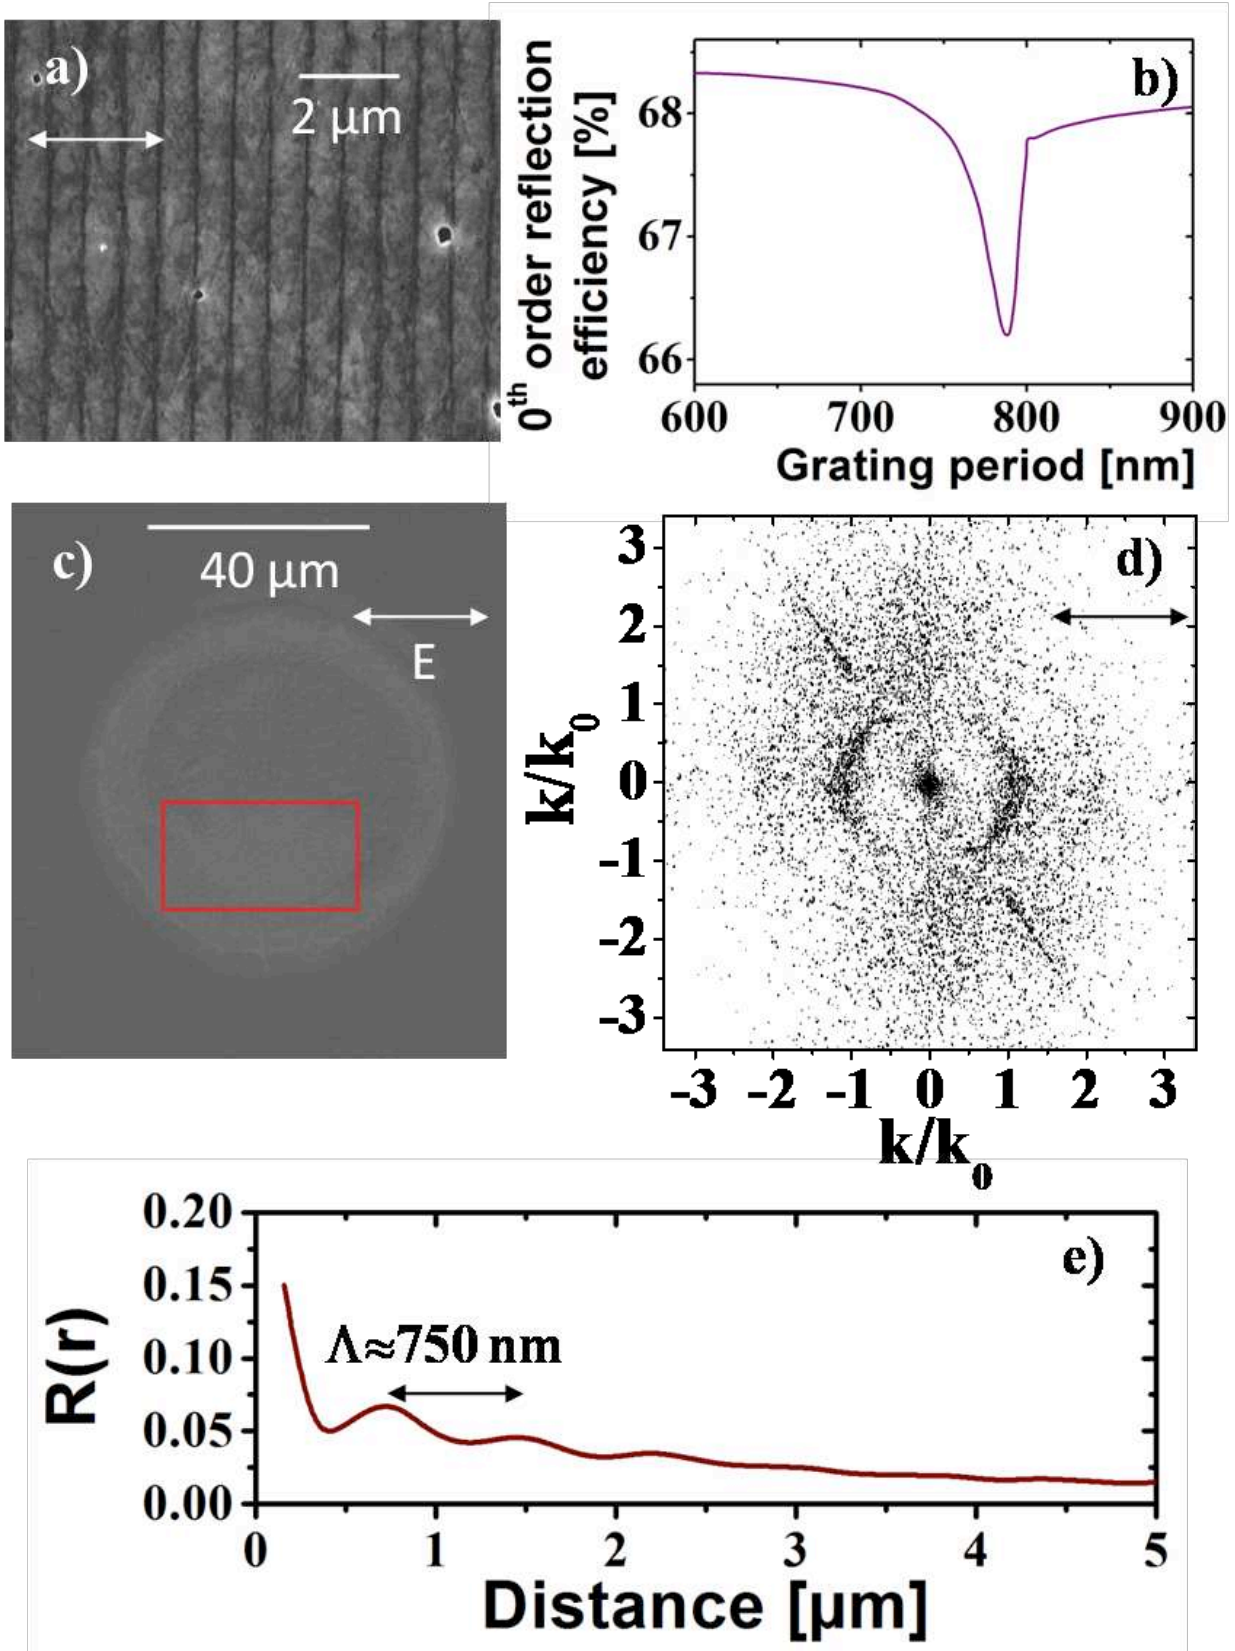 a)
2 µm
b)
0th order reflection
efficiency [%]
68
67
66
600 700 800 900
Grating period [nm]
c)
40 µm
E
d)
k/k0
3
2
1
0
-1
-2
-3
-3 -2 -1 0 1 2 3
k/k0
e)
R(r)
0.20
0.15
0.10
0.05
0.00
Λ≈750 nm
0 1 2 3 4 5
Distance [µm]